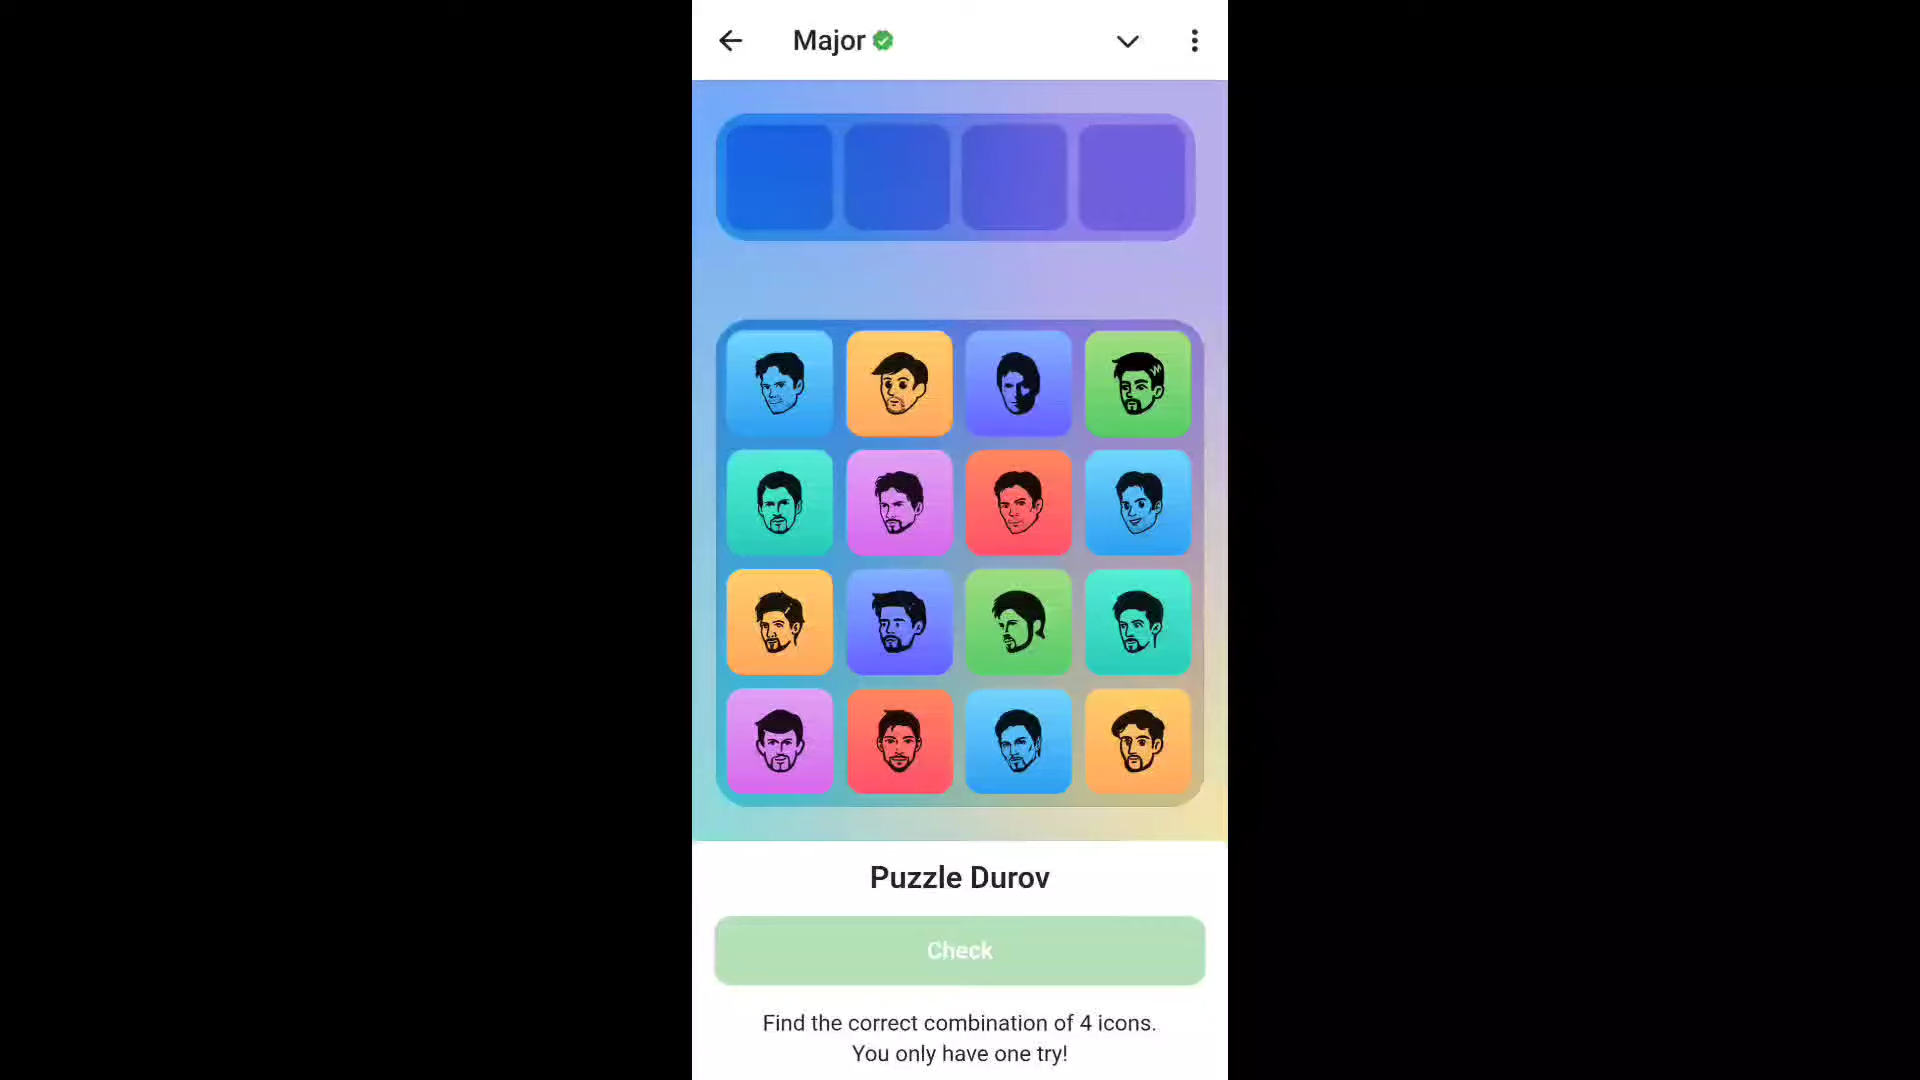 Major
Puzzle Durov
Check
Find the correct combination of 4 icons.
You only have one try!